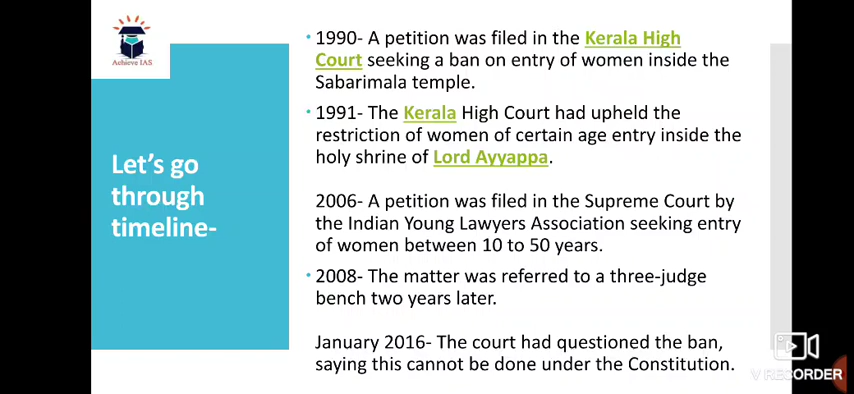 Achieve IAS
Let's go
through
timeline-
1990- A petition was filed in the Kerala High
Court seeking a ban on entry of women inside the
Sabarimala temple.
1991- The Kerala High Court had upheld the
restriction of women of certain age entry inside the
holy shrine of Lord Ayyappa.
2006- A petition was filed in the Supreme Court by
the Indian Young Lawyers Association seeking entry
of women between 10 to 50 years.
2008- The matter was referred to a three-judge
bench two years later.
January 2016- The court had questioned the ban,
saying this cannot be done under the Constitution.
V RECORDER